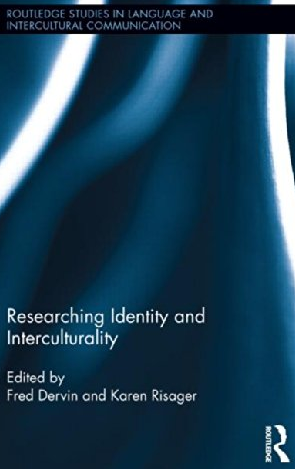 ROUTLEDGE STUDIES IN LANGUAGE AND
INTERCULTURAL COMMUNICATION
Researching Identity and
Interculturality
Edited by
Fred Dervin and Karen Risager
ROUTLEDGE